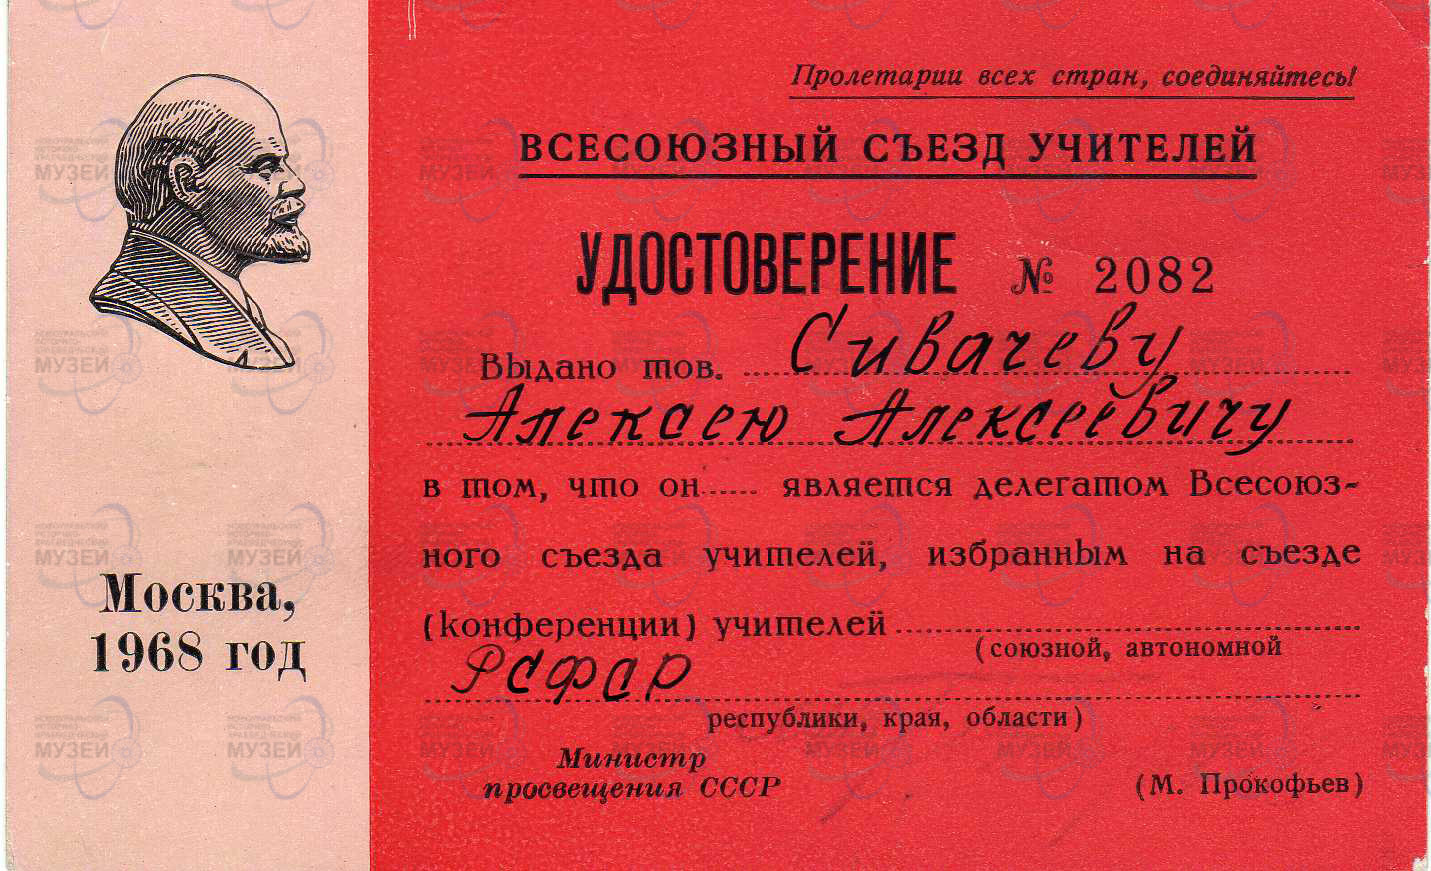 Пролетарии всех стран, соединяйтесь!
ВСЕСОЮЗНЫЙ СЪЕЗД УЧИТЕЛЕЙ
УДОСТОВЕРЕНИЕ № 2082
Выдано тов. Сивачеву
Алексею Алексеевичу
в том, что он является делегатом Всесоюз-
ного съезда учителей, избранным на съезде
(конференции) учителей
(союзной, автономной
РСФСР
республики, края, области)
Министр
просвещения СССР
(М. Прокофьев)
Москва,
1968 год
МУЗЕЙ